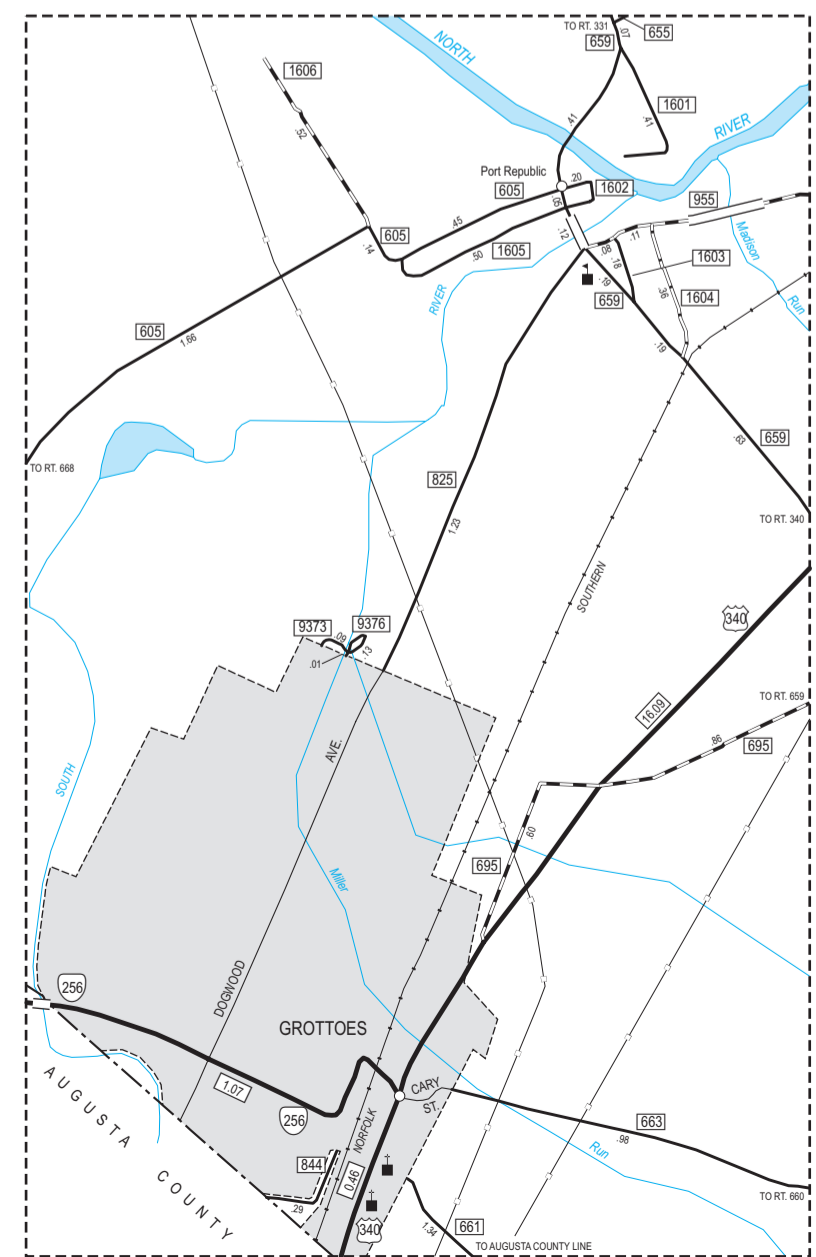 TO RT. 331
.07
655
659
NORTH
1606
1601
.41
.41
RIVER
.52
Port Republic
.20
605
1602
955
.05
.45
605
.14
1605
.50
.12
.08
.11
Madison
Run
.18
1603
.19
659
.36
1604
RIVER
605
1.66
.19
TO RT. 668
825
1.23
.63
659
TO RT. 340
SOUTHERN
340
9373
.09
9376
.01
.13
16.09
TO RT. 659
.86
695
AVE.
SOUTH
.60
695
Miller
256
DOGWOOD
GROTTOES
1.07
256
CARY
ST.
NORFOLK
663
.98
Run
AUGUSTA
COUNTY
844
.29
0.46
340
1.34
661
TO RT. 660
TO AUGUSTA COUNTY LINE